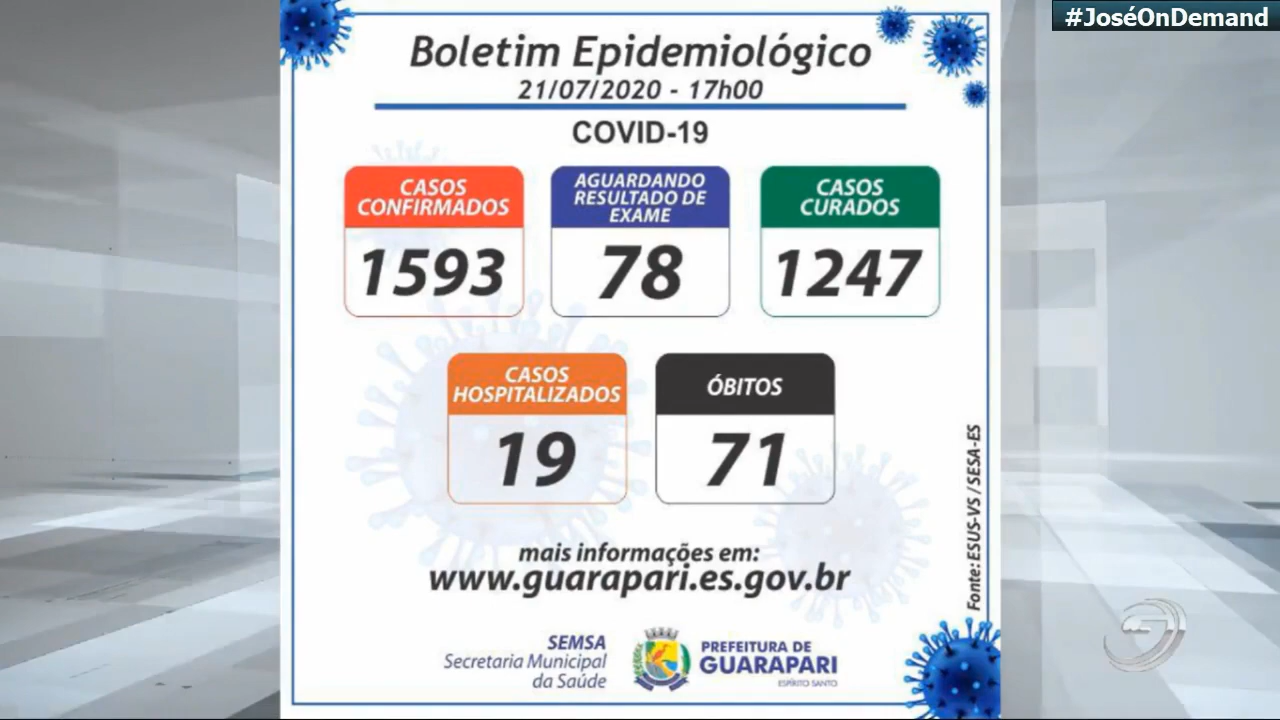 #JoséOnDemand
Boletim Epidemiológico
21/07/2020 - 17h00
COVID-19
CASOS
CONFIRMADOS
1593
AGUARDANDO
RESULTADO DE
EXAME
78
CASOS
CURADOS
1247
CASOS
HOSPITALIZADOS
19
ÓBITOS
71
mais informações em:
www.guarapari.es.gov.br
Fonte: ESUS-VS / SESA-ES
SEMSA
Secretaria Municipal
da Saúde
PREFEITURA DE
GUARAPARI
ESPÍRITO SANTO